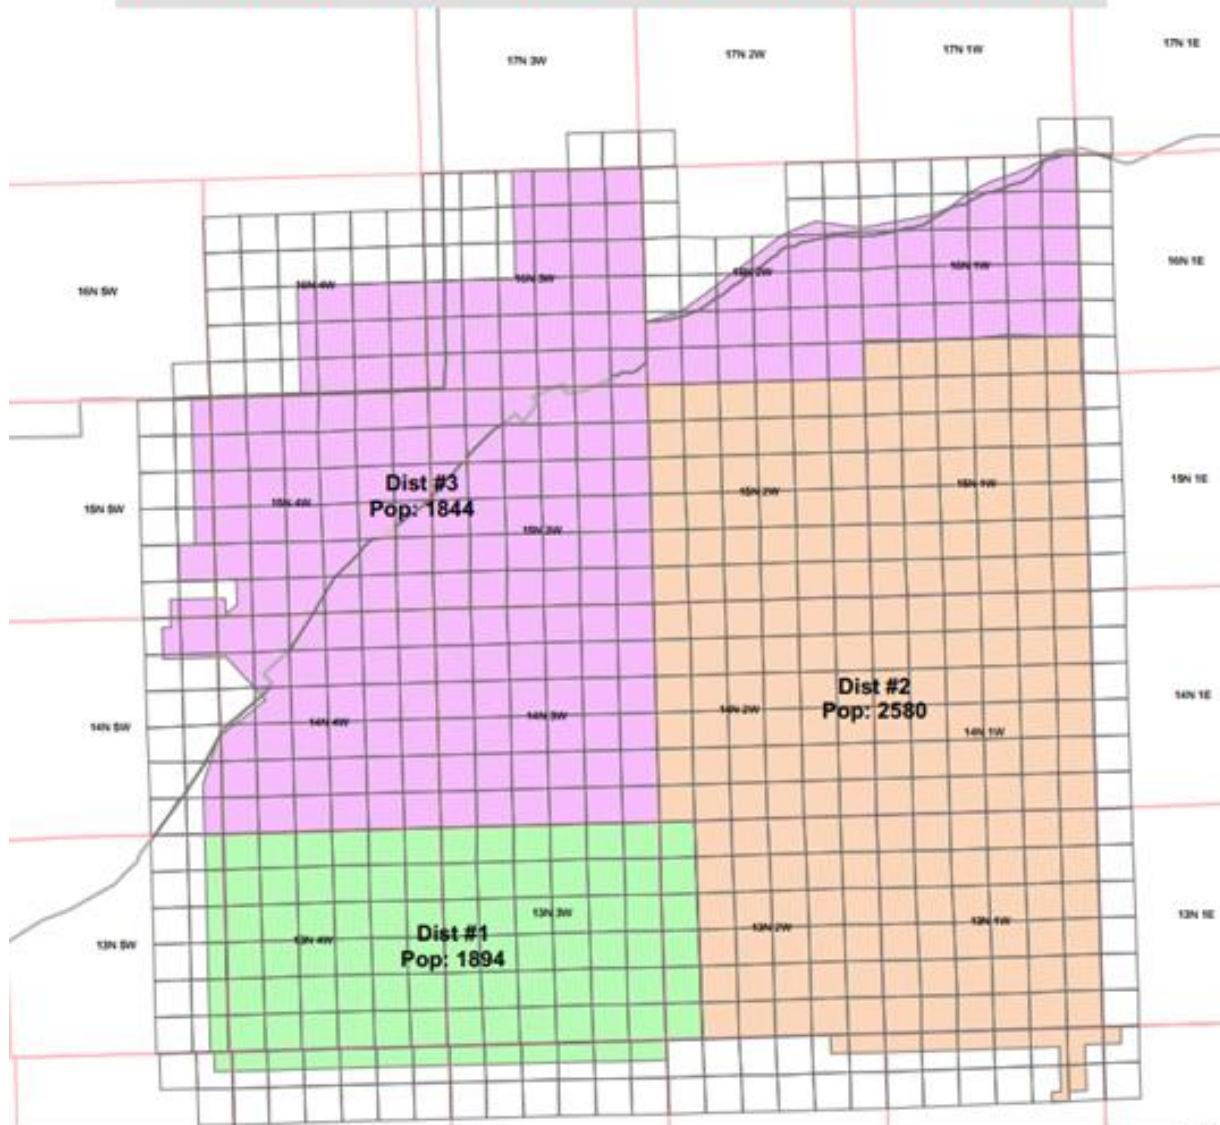 17N 3W
17N 2W
17N 1W
17N 1E
16N 5W
16N 4W
16N 3W
16N 2W
16N 1W
16N 1E
15N 5W
15N 4W
Dist #3
Pop: 1844
15N 3W
15N 2W
15N 1W
15N 1E
14N 5W
14N 4W
14N 3W
14N 2W
Dist #2
Pop: 2580
14N 1W
14N 1E
13N 5W
13N 4W
Dist #1
Pop: 1894
13N 3W
13N 2W
13N 1W
13N 1E